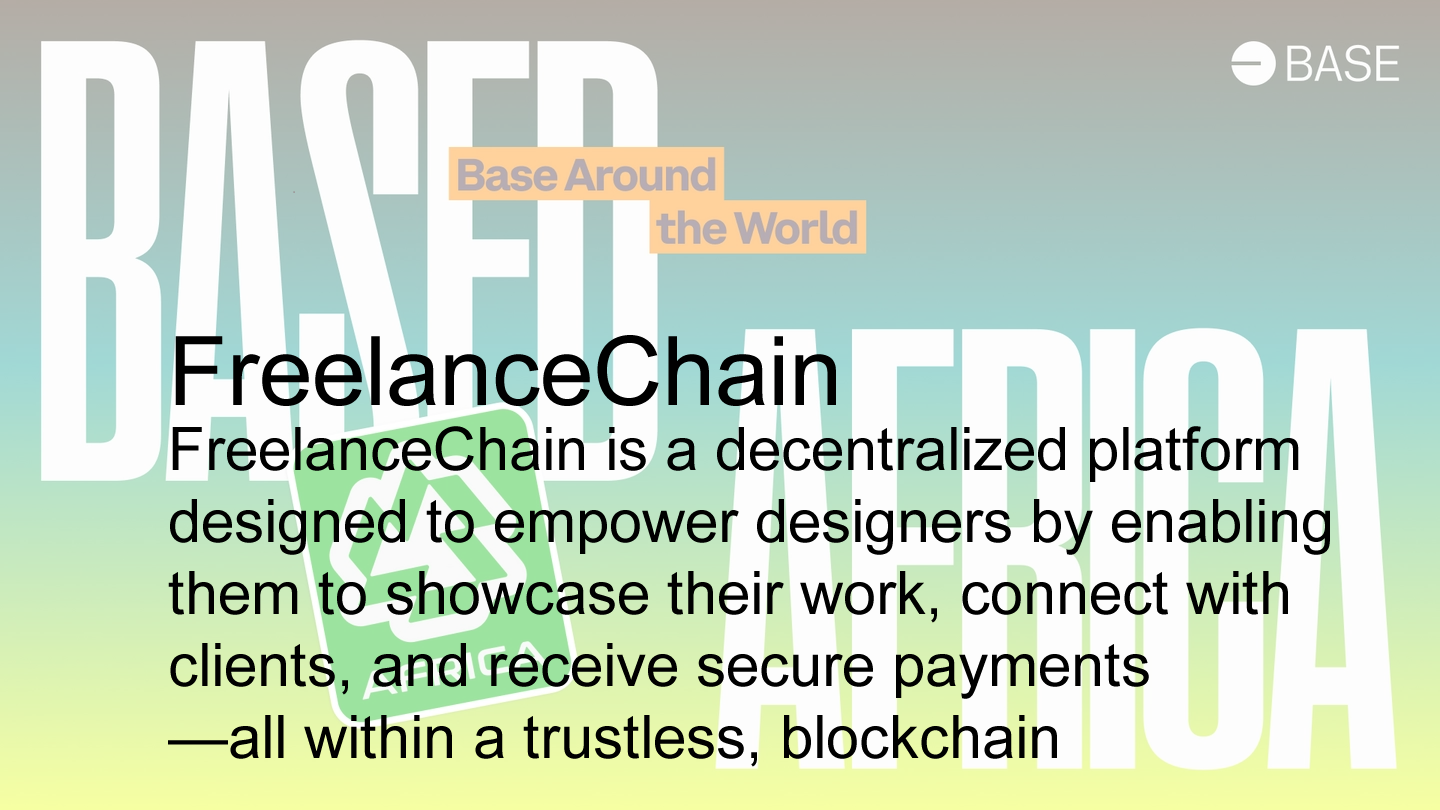 BASED
BASE
Base Around
the World
AFRICA
FreelanceChain
FreelanceChain is a decentralized platform
designed to empower designers by enabling
them to showcase their work, connect with
clients, and receive secure payments
—all within a trustless, blockchain
AFRICA